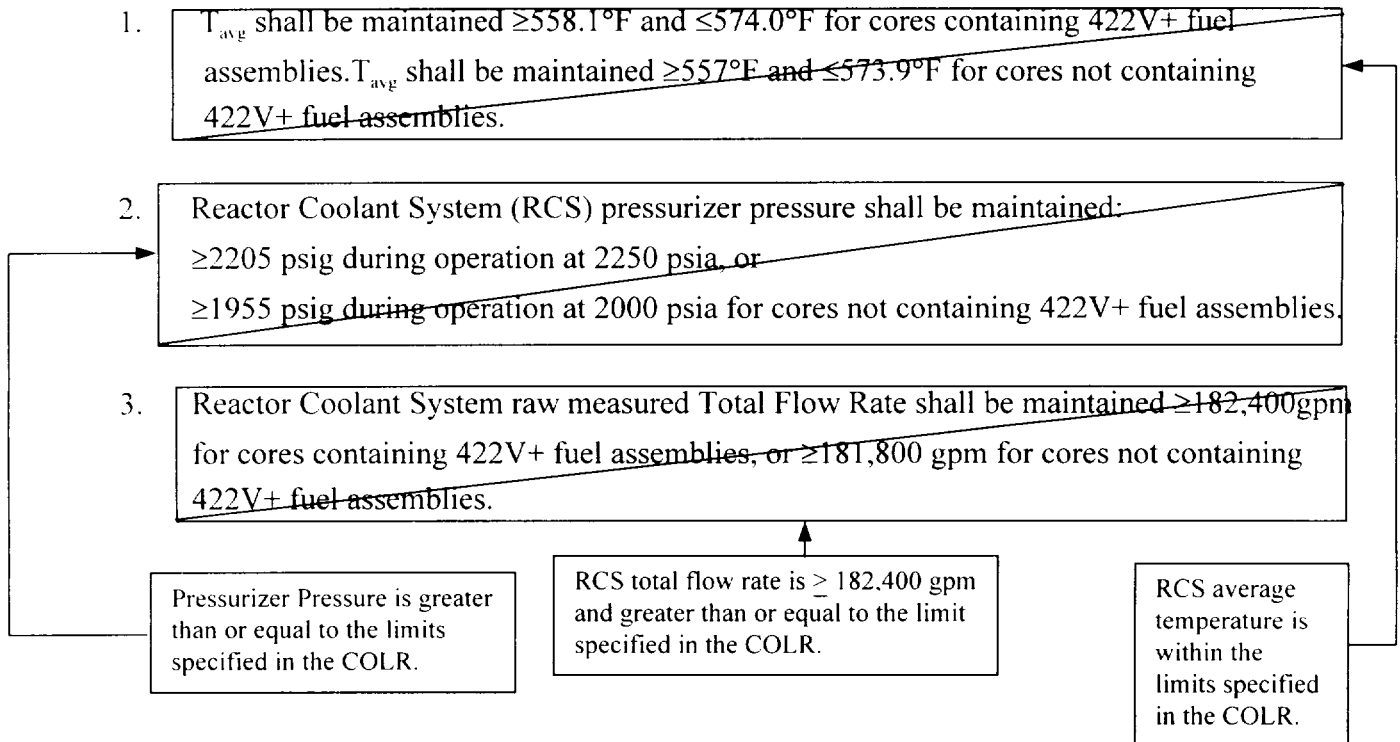 1. T_avg shall be maintained ≥558.1°F and ≤574.0°F for cores containing 422V+ fuel
assemblies.T_avg shall be maintained ≥557°F and ≤573.9°F for cores not containing
422V+ fuel assemblies.
2. Reactor Coolant System (RCS) pressurizer pressure shall be maintained:
≥2205 psig during operation at 2250 psia, or
≥1955 psig during operation at 2000 psia for cores not containing 422V+ fuel assemblies.
3. Reactor Coolant System raw measured Total Flow Rate shall be maintained ≥182,400gpm
for cores containing 422V+ fuel assemblies, or ≥181,800 gpm for cores not containing
422V+ fuel assemblies.
Pressurizer Pressure is greater
than or equal to the limits
specified in the COLR.
RCS total flow rate is ≥ 182,400 gpm
and greater than or equal to the limit
specified in the COLR.
RCS average
temperature is
within the
limits specified
in the COLR.